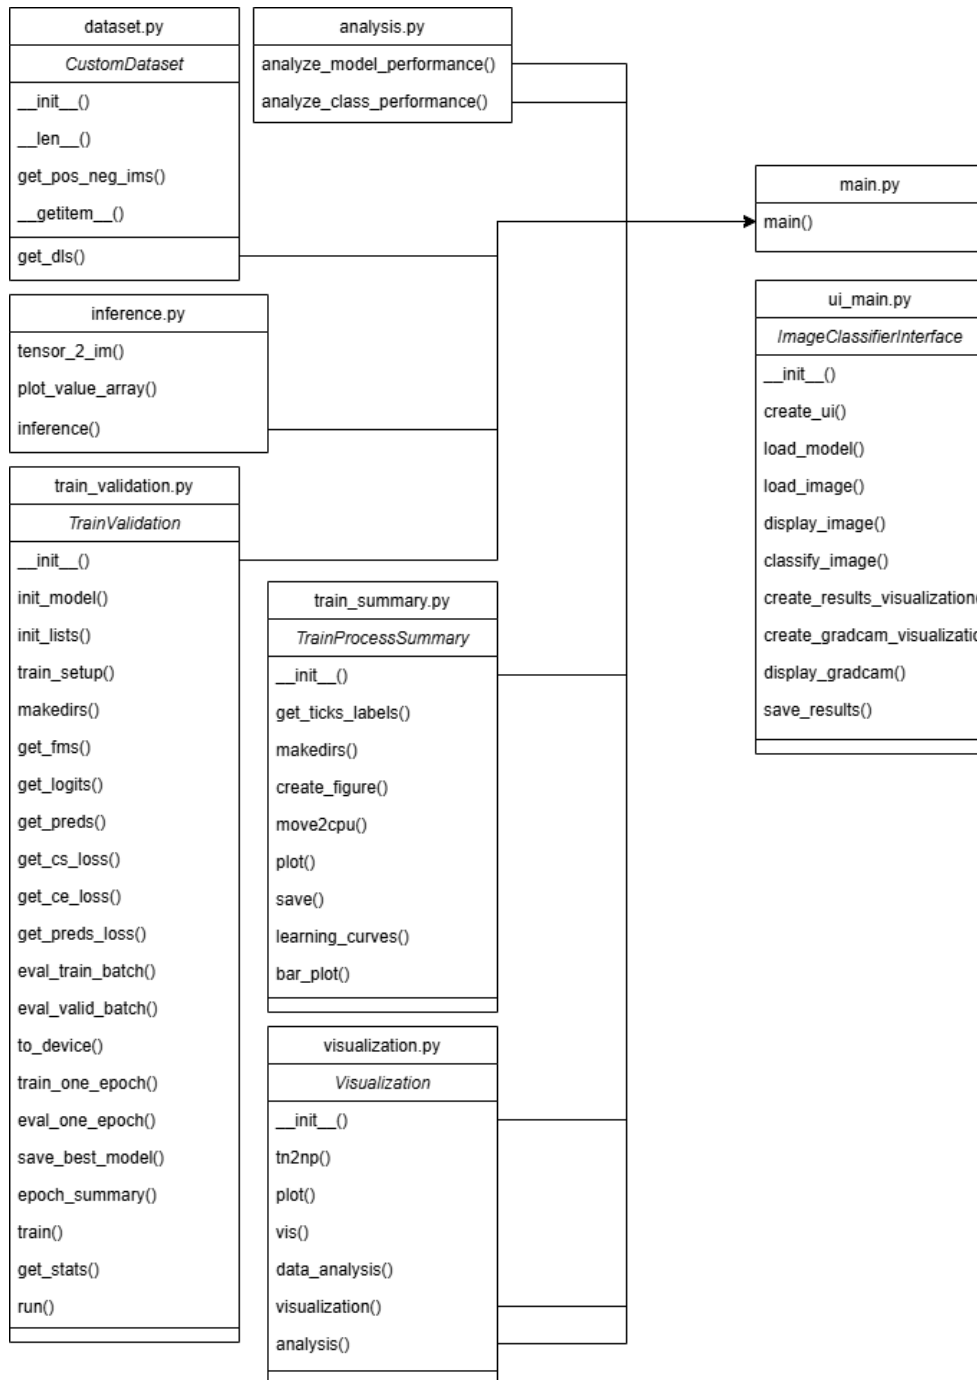 dataset.py
CustomDataset
__init__()
__len__()
get_pos_neg_ims()
__getitem__()
get_dls()
analysis.py
analyze_model_performance()
analyze_class_performance()
main.py
main()
inference.py
tensor_2_im()
plot_value_array()
inference()
ui_main.py
ImageClassifierInterface
__init__()
create_ui()
load_model()
load_image()
display_image()
classify_image()
create_results_visualization(
create_gradcam_visualizatio
display_gradcam()
save_results()
train_validation.py
TrainValidation
__init__()
init_model()
init_lists()
train_setup()
makedirs()
get_fms()
get_logits()
get_preds()
get_cs_loss()
get_ce_loss()
get_preds_loss()
eval_train_batch()
eval_valid_batch()
to_device()
train_one_epoch()
eval_one_epoch()
save_best_model()
epoch_summary()
train()
get_stats()
run()
train_summary.py
TrainProcessSummary
__init__()
get_ticks_labels()
makedirs()
create_figure()
move2cpu()
plot()
save()
learning_curves()
bar_plot()
visualization.py
Visualization
__init__()
tn2np()
plot()
vis()
data_analysis()
visualization()
analysis()